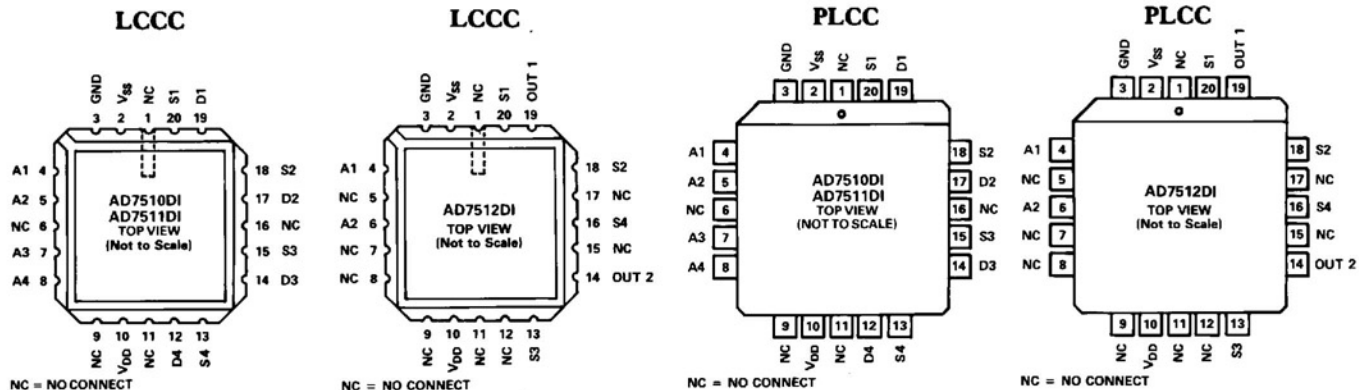 LCCC
GND VSS NC S1 D1
3 2 1 20 19
A1 4 18 S2
A2 5 17 D2
NC 6 16 NC
A3 7 15 S3
A4 8 14 D3
AD7510DI
AD7511DI
TOP VIEW
(Not to Scale)
9 10 11 12 13
NC VDD NC D4 S4
NC = NO CONNECT
LCCC
GND VSS NC S1 OUT 1
3 2 1 20 19
A1 4 18 S2
NC 5 17 NC
A2 6 16 S4
NC 7 15 NC
NC 8 14 OUT 2
AD7512DI
TOP VIEW
(Not to Scale)
9 10 11 12 13
NC VDD NC NC S3
NC = NO CONNECT
PLCC
GND VSS NC S1 D1
3 2 1 20 19
A1 4 18 S2
A2 5 17 D2
NC 6 16 NC
A3 7 15 S3
A4 8 14 D3
AD7510DI
AD7511DI
TOP VIEW
(NOT TO SCALE)
9 10 11 12 13
NC VDD NC D4 S4
NC = NO CONNECT
PLCC
GND VSS NC S1 OUT 1
3 2 1 20 19
A1 4 18 S2
NC 5 17 NC
A2 6 16 S4
NC 7 15 NC
NC 8 14 OUT 2
AD7512DI
TOP VIEW
(Not to Scale)
9 10 11 12 13
NC VDD NC NC S3
NC = NO CONNECT